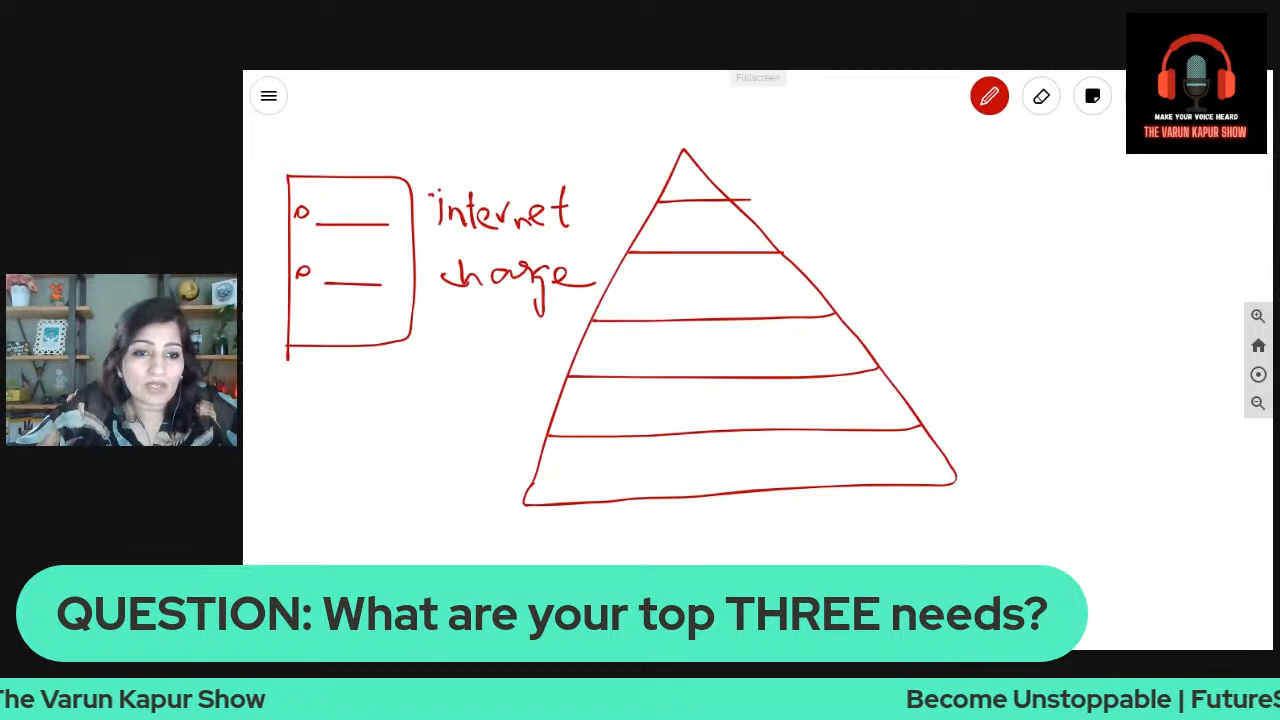 Fullscreen
MAKE YOUR VOICE HEARD
THE VARUN KAPUR SHOW
internet
charge
QUESTION: What are your top THREE needs?
The Varun Kapur Show
Become Unstoppable | FutureS